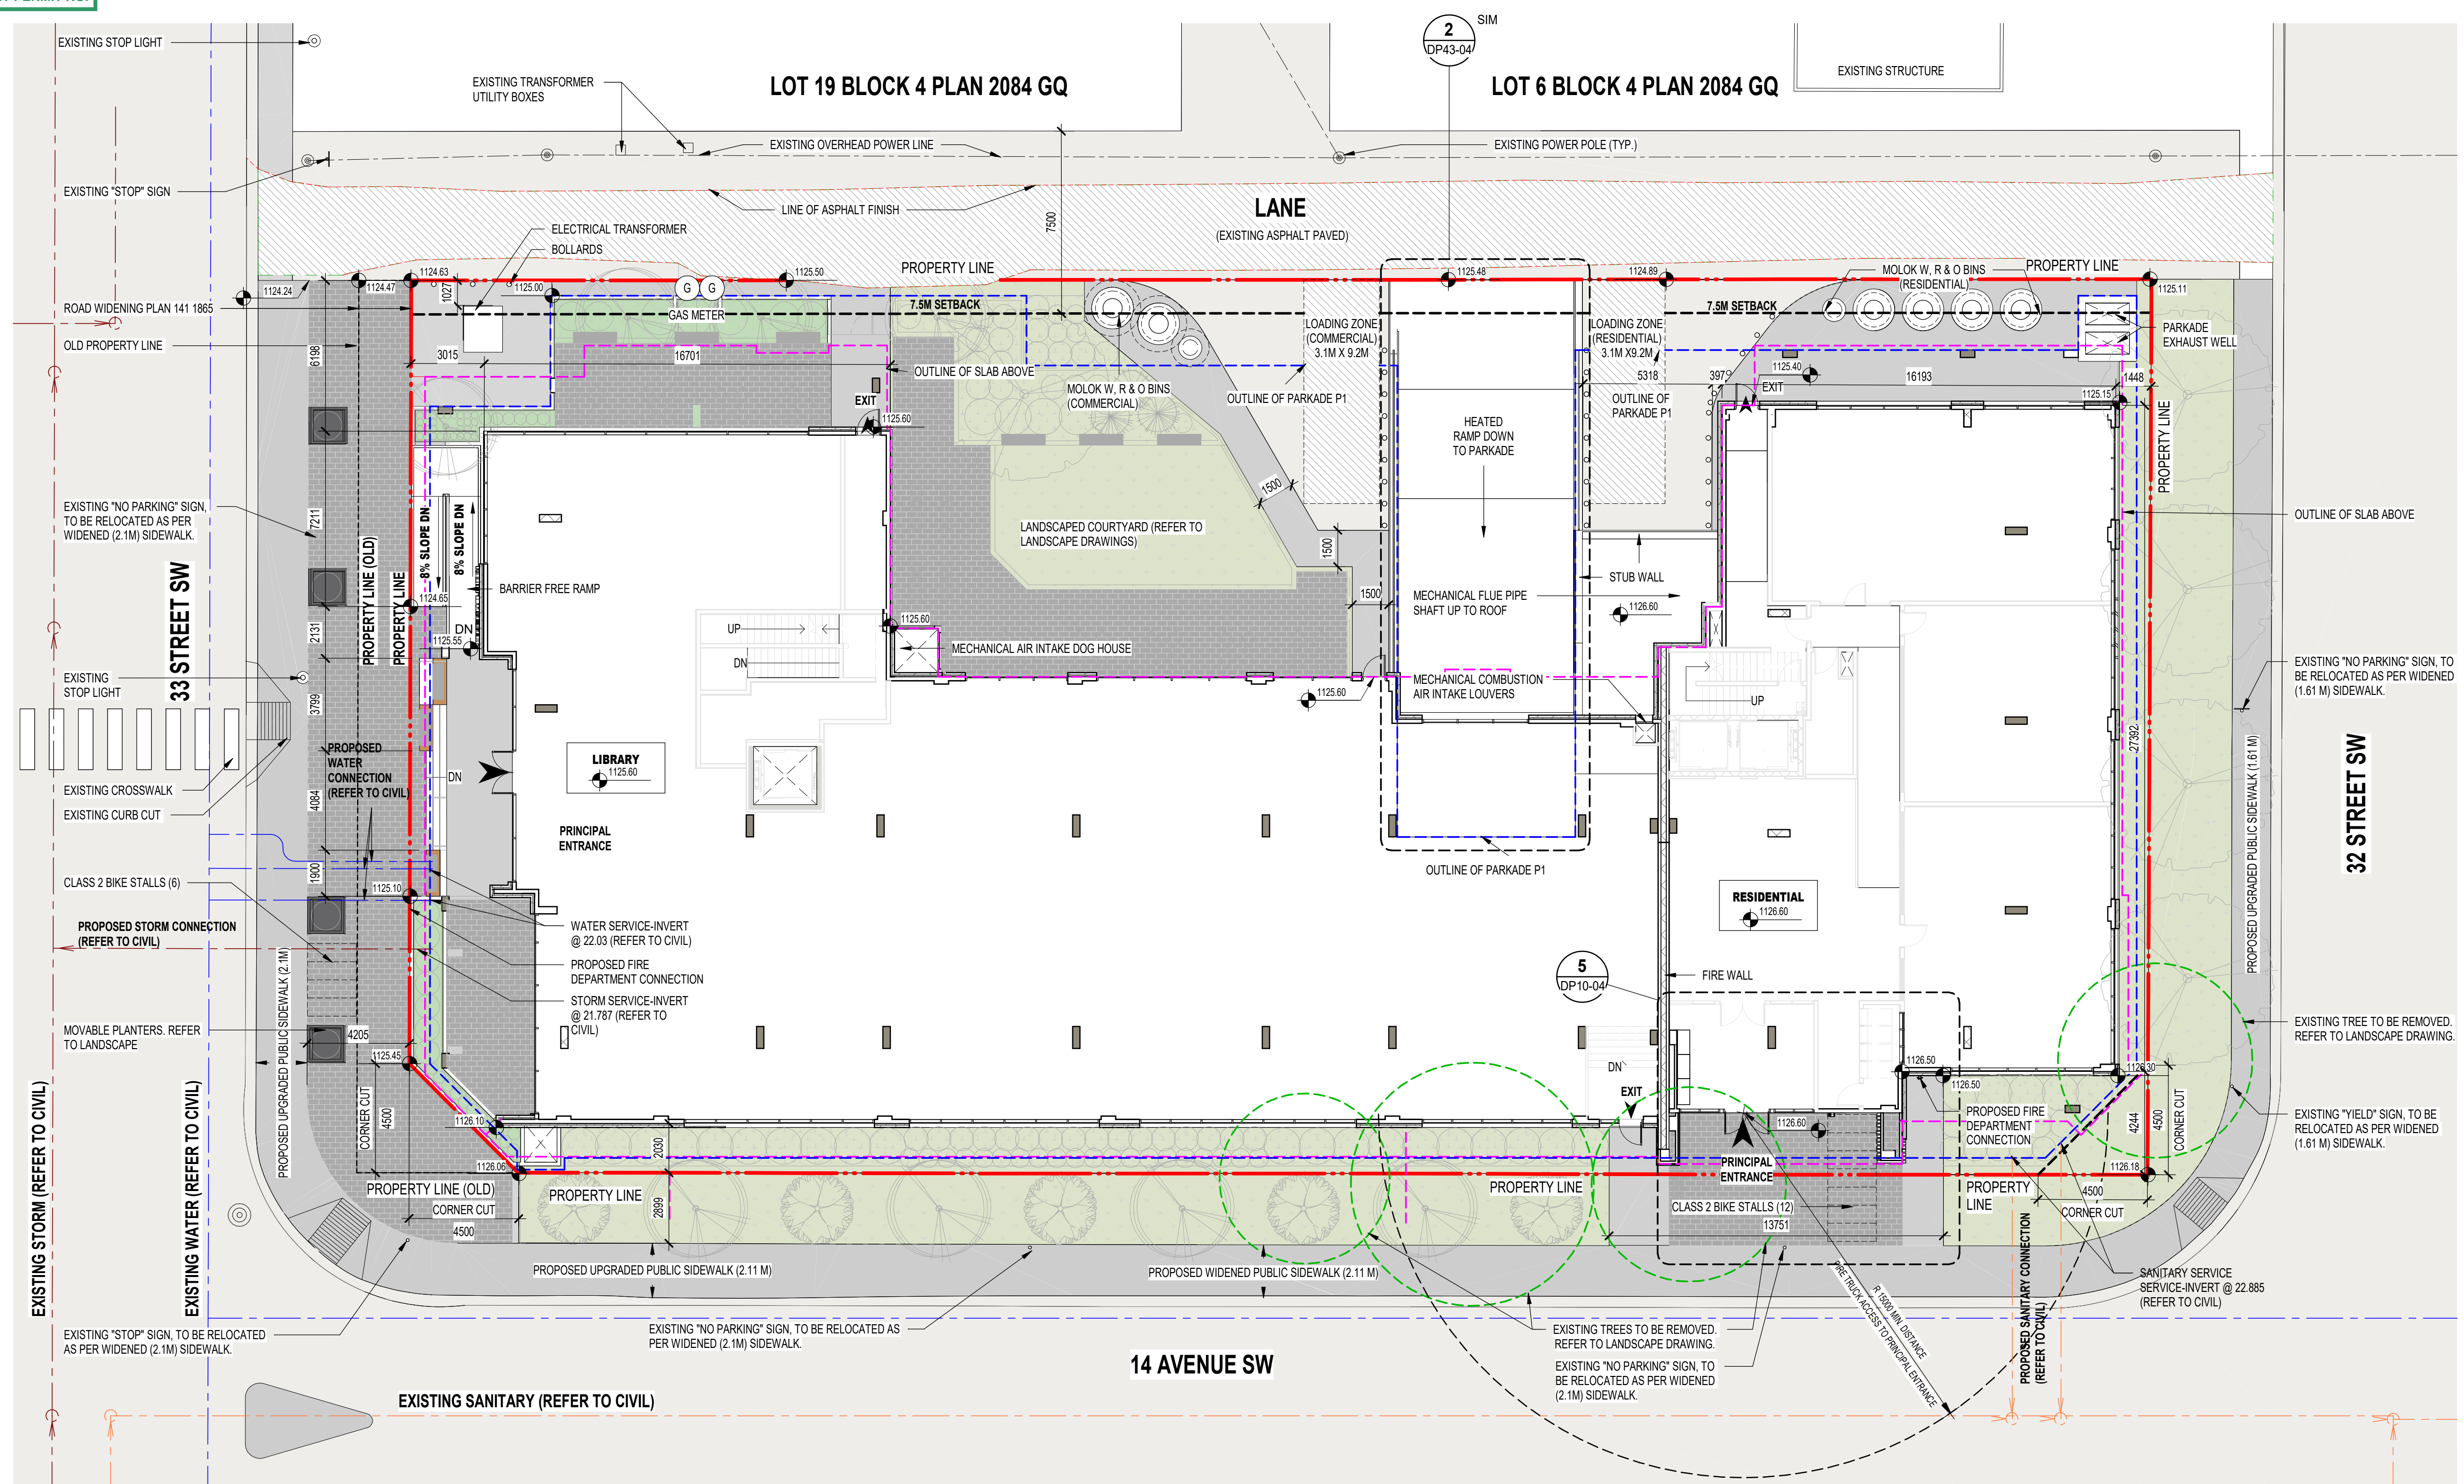 EXISTING STOP LIGHT
EXISTING TRANSFORMER
UTILITY BOXES
LOT 19 BLOCK 4 PLAN 2084 GQ
2
SIM
DP43-04
LOT 6 BLOCK 4 PLAN 2084 GQ
EXISTING STRUCTURE
EXISTING OVERHEAD POWER LINE
EXISTING POWER POLE (TYP.)
EXISTING "STOP" SIGN
LINE OF ASPHALT FINISH
7500
LANE
(EXISTING ASPHALT PAVED)
ELECTRICAL TRANSFORMER
BOLLARDS
1124.24
1124.47
1124.63
1027
1125.00
G
G
1125.50
PROPERTY LINE
1125.48
1124.89
MOLOK W, R & O BINS
(RESIDENTIAL)
PROPERTY LINE
1125.11
ROAD WIDENING PLAN 141 1865
OLD PROPERTY LINE
GAS METER
7.5M SETBACK
7.5M SETBACK
PARKADE
EXHAUST WELL
LOADING ZONE
(COMMERCIAL)
3.1M X 9.2M
LOADING ZONE
(RESIDENTIAL)
3.1M X9.2M
6198
3015
16701
OUTLINE OF SLAB ABOVE
MOLOK W, R & O BINS
(COMMERCIAL)
OUTLINE OF PARKADE P1
5318
397
OUTLINE OF
PARKADE P1
1125.40
EXIT
16193
1448
1125.15
EXIT
1125.60
HEATED
RAMP DOWN
TO PARKADE
PROPERTY LINE
EXISTING "NO PARKING" SIGN,
TO BE RELOCATED AS PER
WIDENED (2.1M) SIDEWALK.
7211
8% SLOPE DN
8% SLOPE DN
1500
LANDSCAPED COURTYARD (REFER TO
LANDSCAPE DRAWINGS)
1500
OUTLINE OF SLAB ABOVE
33 STREET SW
PROPERTY LINE (OLD)
PROPERTY LINE
BARRIER FREE RAMP
1124.65
DN
1125.55
2131
1500
STUB WALL
MECHANICAL FLUE PIPE
SHAFT UP TO ROOF
1126.60
UP
DN
1125.60
MECHANICAL AIR INTAKE DOG HOUSE
EXISTING
STOP LIGHT
3799
1125.60
MECHANICAL COMBUSTION
AIR INTAKE LOUVERS
UP
EXISTING "NO PARKING" SIGN, TO
BE RELOCATED AS PER WIDENED
(1.61 M) SIDEWALK.
27392
PROPOSED
WATER
CONNECTION
(REFER TO CIVIL)
DN
LIBRARY
1125.60
EXISTING CROSSWALK
EXISTING CURB CUT
4084
PRINCIPAL
ENTRANCE
32 STREET SW
PROPOSED UPGRADED PUBLIC SIDEWALK (1.61 M)
OUTLINE OF PARKADE P1
CLASS 2 BIKE STALLS (6)
1900
1125.10
RESIDENTIAL
1126.60
PROPOSED STORM CONNECTION
(REFER TO CIVIL)
WATER SERVICE-INVERT
@ 22.03 (REFER TO CIVIL)
PROPOSED FIRE
DEPARTMENT CONNECTION
STORM SERVICE-INVERT
@ 21.787 (REFER TO
CIVIL)
5
DP10-04
FIRE WALL
MOVABLE PLANTERS. REFER
TO LANDSCAPE
PROPOSED UPGRADED PUBLIC SIDEWALK (2.1M)
4205
1125.45
CORNER CUT
4500
EXISTING TREE TO BE REMOVED.
REFER TO LANDSCAPE DRAWING.
1126.50
1126.50
1126.30
DN
EXIT
EXISTING STORM (REFER TO CIVIL)
EXISTING WATER (REFER TO CIVIL)
1126.10
2030
1126.60
PROPOSED FIRE
DEPARTMENT
CONNECTION
4244
4500
CORNER CUT
EXISTING "YIELD" SIGN, TO BE
RELOCATED AS PER WIDENED
(1.61 M) SIDEWALK.
1126.06
PRINCIPAL
ENTRANCE
1126.18
PROPERTY LINE (OLD)
PROPERTY LINE
PROPERTY LINE
PROPERTY
LINE
4500
CORNER CUT
CORNER CUT
4500
2899
CLASS 2 BIKE STALLS (12)
13751
PROPOSED UPGRADED PUBLIC SIDEWALK (2.11 M)
PROPOSED WIDENED PUBLIC SIDEWALK (2.11 M)
PROPOSED SANITARY CONNECTION
(REFER TO CIVIL)
SANITARY SERVICE
SERVICE-INVERT @ 22.885
(REFER TO CIVIL)
R 15000 MIN. DISTANCE
FIRE TRUCK ACCESS TO PRINCIPAL ENTRANCE
EXISTING "STOP" SIGN, TO BE RELOCATED
AS PER WIDENED (2.1M) SIDEWALK.
EXISTING "NO PARKING" SIGN, TO BE RELOCATED AS
PER WIDENED (2.1M) SIDEWALK.
EXISTING TREES TO BE REMOVED.
REFER TO LANDSCAPE DRAWING.
EXISTING "NO PARKING" SIGN, TO
BE RELOCATED AS PER WIDENED
(2.1M) SIDEWALK.
14 AVENUE SW
EXISTING SANITARY (REFER TO CIVIL)